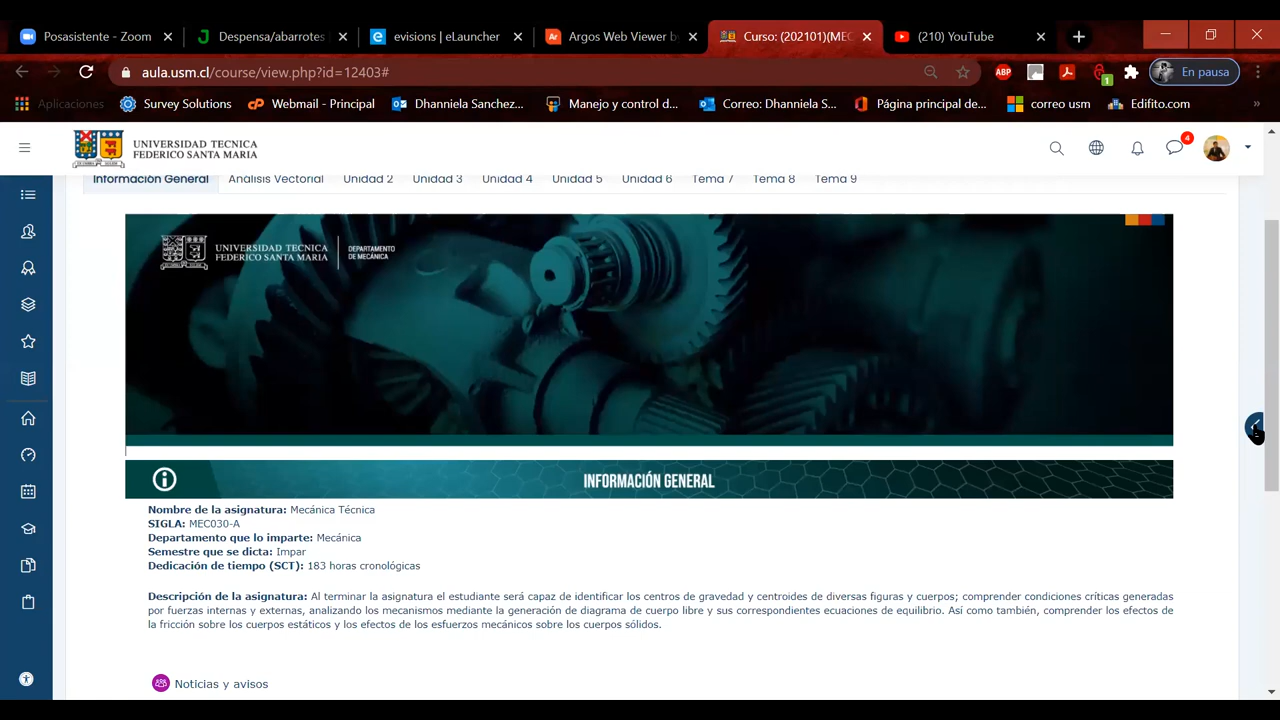 Posasistente - Zoom
Despensa/abarrotes
evisions | eLauncher
Argos Web Viewer by
Curso: (202101)(MEC
(210) YouTube
aula.usm.cl/course/view.php?id=12403#
ABP
1
En pausa
Aplicaciones
Survey Solutions
Webmail - Principal
Dhanniela Sanchez...
Manejo y control d...
Correo: Dhanniela S...
Página principal de...
correo usm
Edifito.com
»
UNIVERSIDAD TECNICA
FEDERICO SANTA MARIA
4
Información General
Analisis Vectorial
Unidad 2
Unidad 3
Unidad 4
Unidad 5
Unidad 6
Tema 7
Tema 8
Tema 9
UNIVERSIDAD TECNICA
FEDERICO SANTA MARIA
DEPARTAMENTO
DE MECÁNICA
INFORMACIÓN GENERAL
Nombre de la asignatura: Mecánica Técnica
SIGLA: MEC030-A
Departamento que lo imparte: Mecánica
Semestre que se dicta: Impar
Dedicación de tiempo (SCT): 183 horas cronológicas
Descripción de la asignatura: Al terminar la asignatura el estudiante será capaz de identificar los centros de gravedad y centroides de diversas figuras y cuerpos; comprender condiciones críticas generadas
por fuerzas internas y externas, analizando los mecanismos mediante la generación de diagrama de cuerpo libre y sus correspondientes ecuaciones de equilibrio. Así como también, comprender los efectos de
la fricción sobre los cuerpos estáticos y los efectos de los esfuerzos mecánicos sobre los cuerpos sólidos.
Noticias y avisos